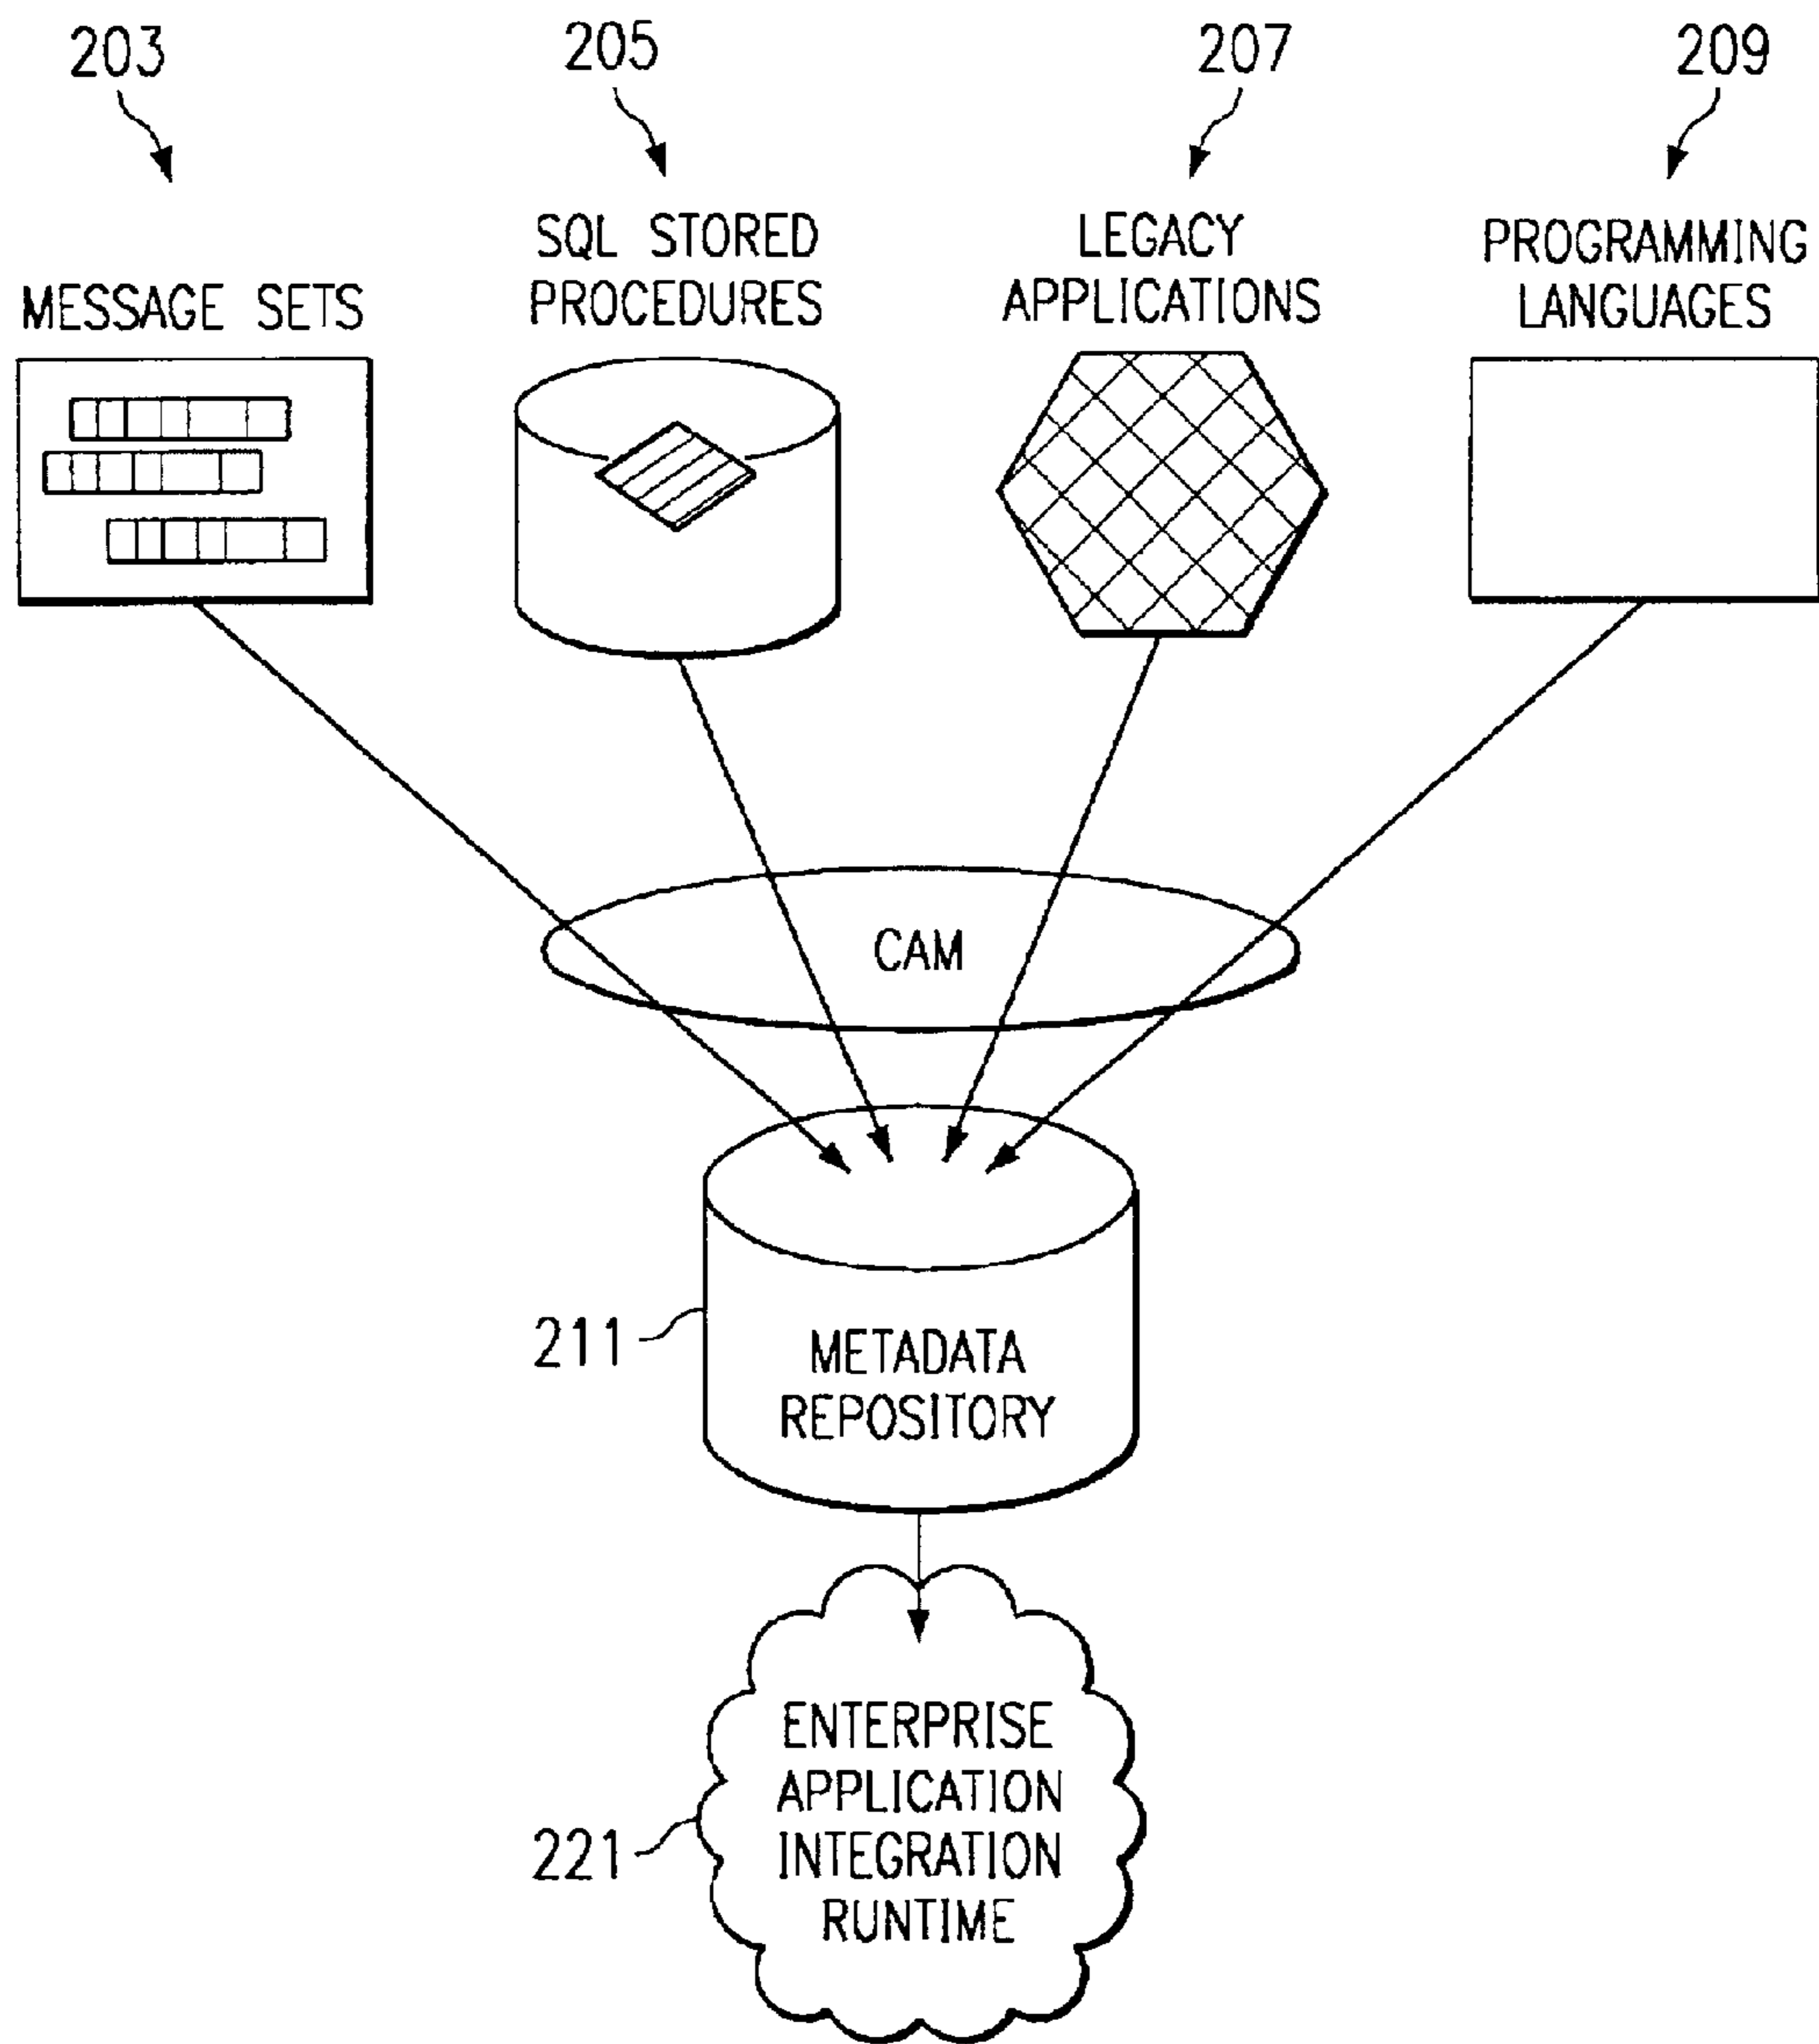 203
205
207
209
MESSAGE SETS
SQL STORED
PROCEDURES
LEGACY
APPLICATIONS
PROGRAMMING
LANGUAGES
CAM
211
METADATA
REPOSITORY
221
ENTERPRISE
APPLICATION
INTEGRATION
RUNTIME